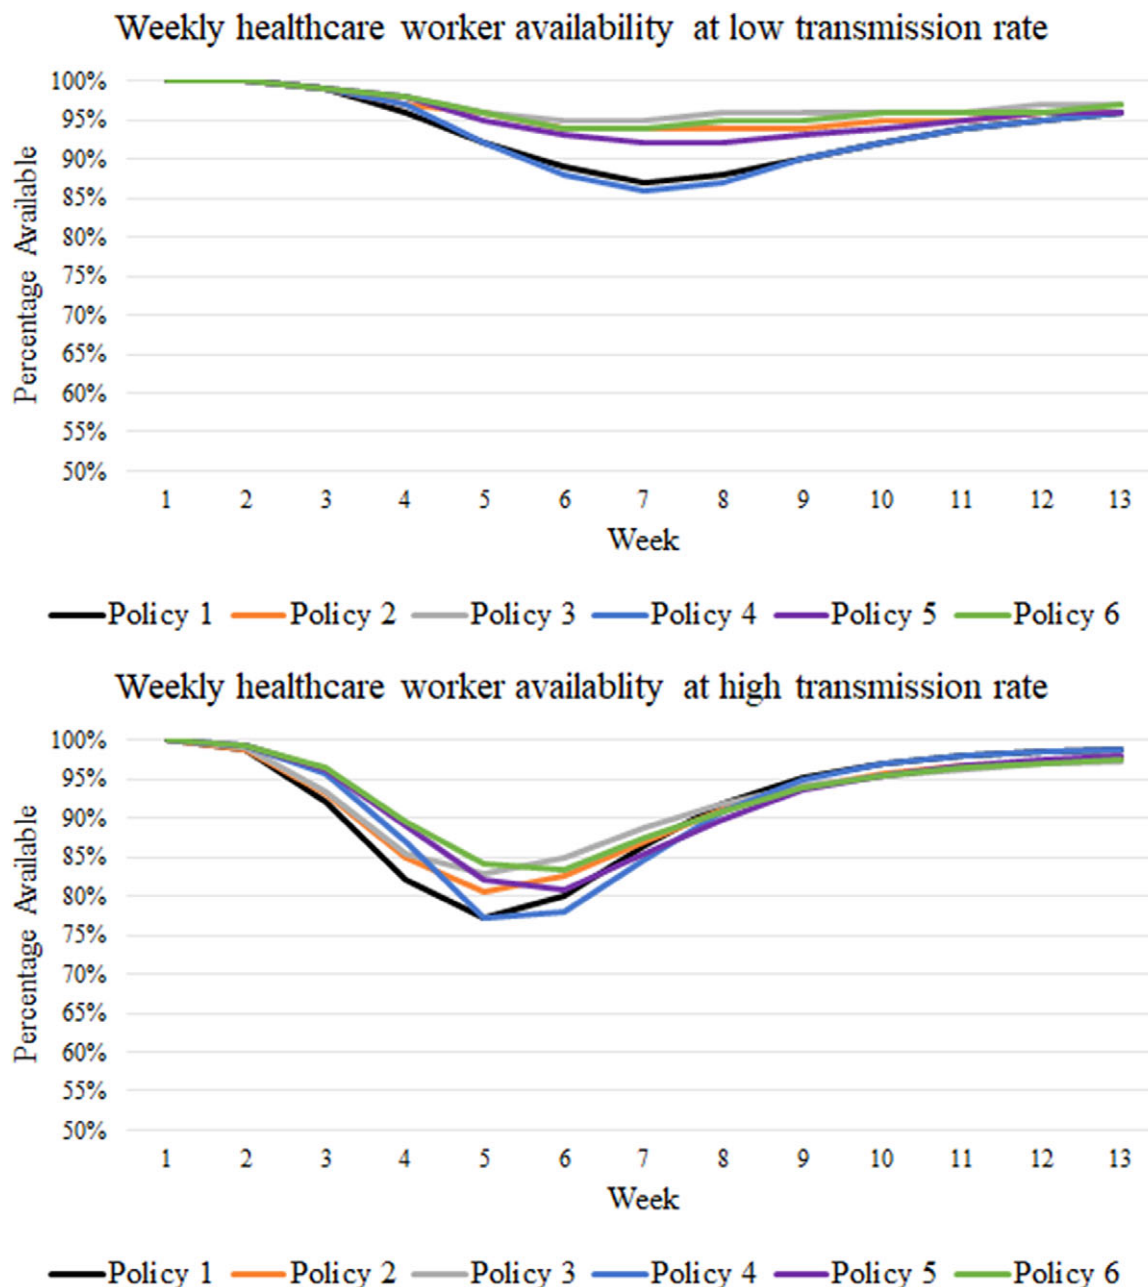 Weekly healthcare worker availability at low transmission rate
100%
95%
90%
85%
80%
75%
70%
65%
60%
55%
50%
Percentage Available
1 2 3 4 5 6 7 8 9 10 11 12 13
Week
Policy 1 Policy 2 Policy 3 Policy 4 Policy 5 Policy 6
Weekly healthcare worker availablity at high transmission rate
100%
95%
90%
85%
80%
75%
70%
65%
60%
55%
50%
Percentage Available
1 2 3 4 5 6 7 8 9 10 11 12 13
Week
Policy 1 Policy 2 Policy 3 Policy 4 Policy 5 Policy 6